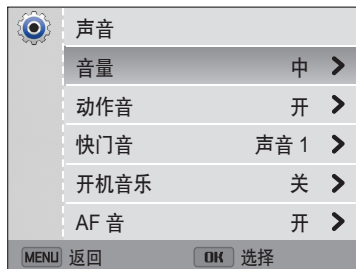 声音
音量 中
动作音 开
快门音 声音 1
开机音乐 关
AF 音 开
MENU 返回 OK 选择